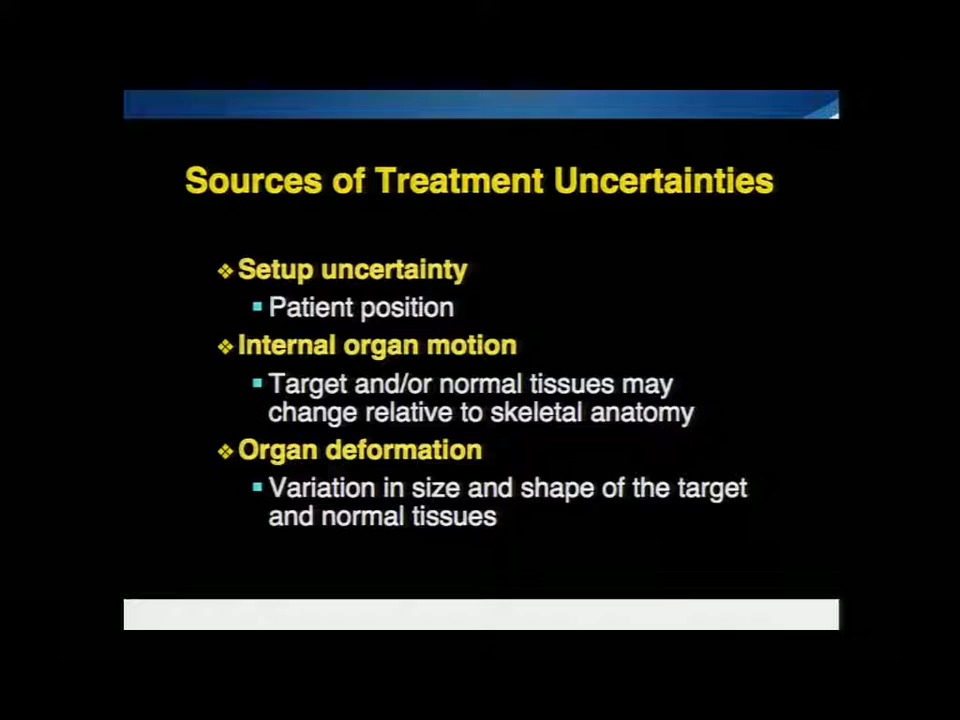 Sources of Treatment Uncertainties
❖ Setup uncertainty
▪ Patient position
❖ Internal organ motion
▪ Target and/or normal tissues may
change relative to skeletal anatomy
❖ Organ deformation
▪ Variation in size and shape of the target
and normal tissues